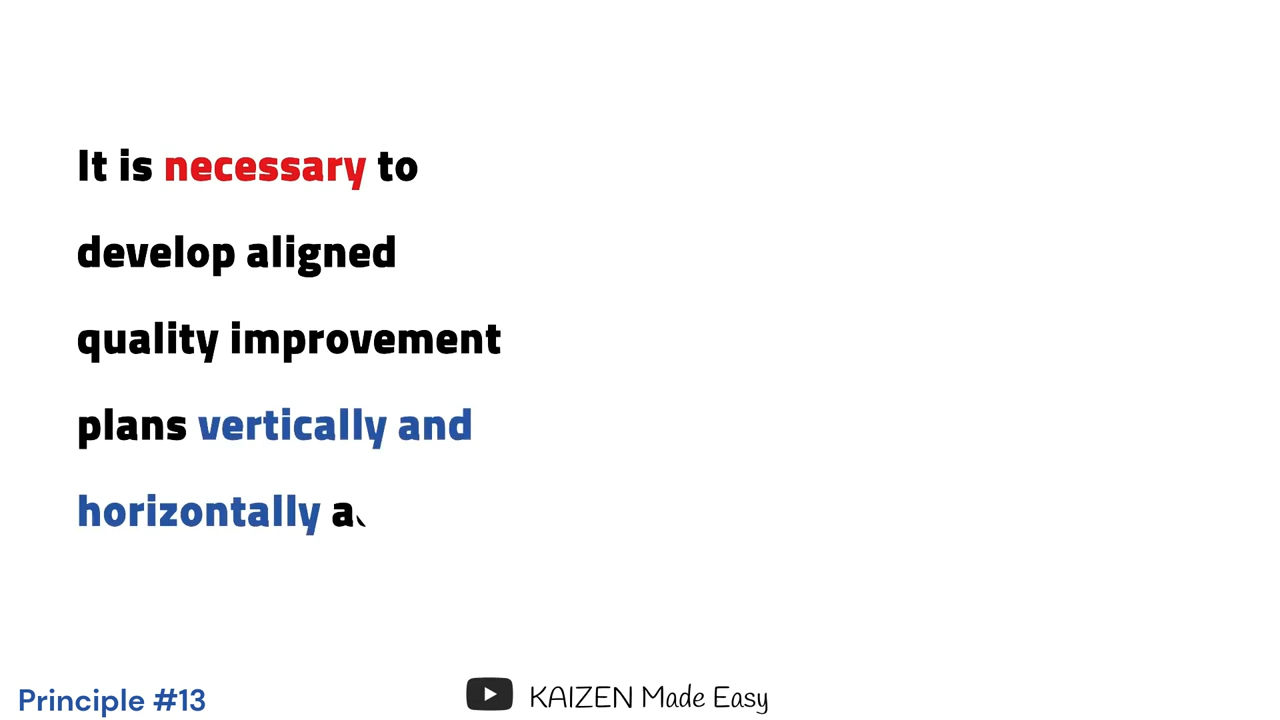 It is necessary to
develop aligned
quality improvement
plans vertically and
horizontally
Principle #13
KAIZEN Made Easy